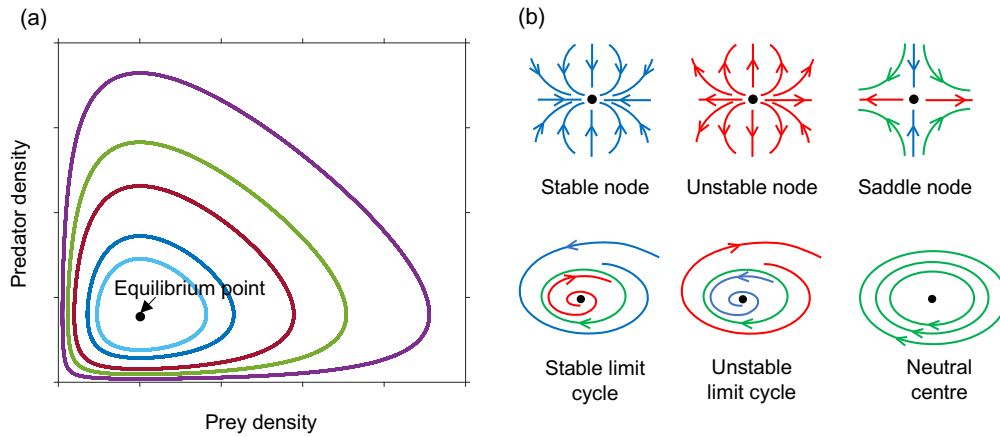 (a)
Predator density
Equilibrium point
Prey density
(b)
Stable node
Unstable node
Saddle node
Stable limit
cycle
Unstable
limit cycle
Neutral
centre